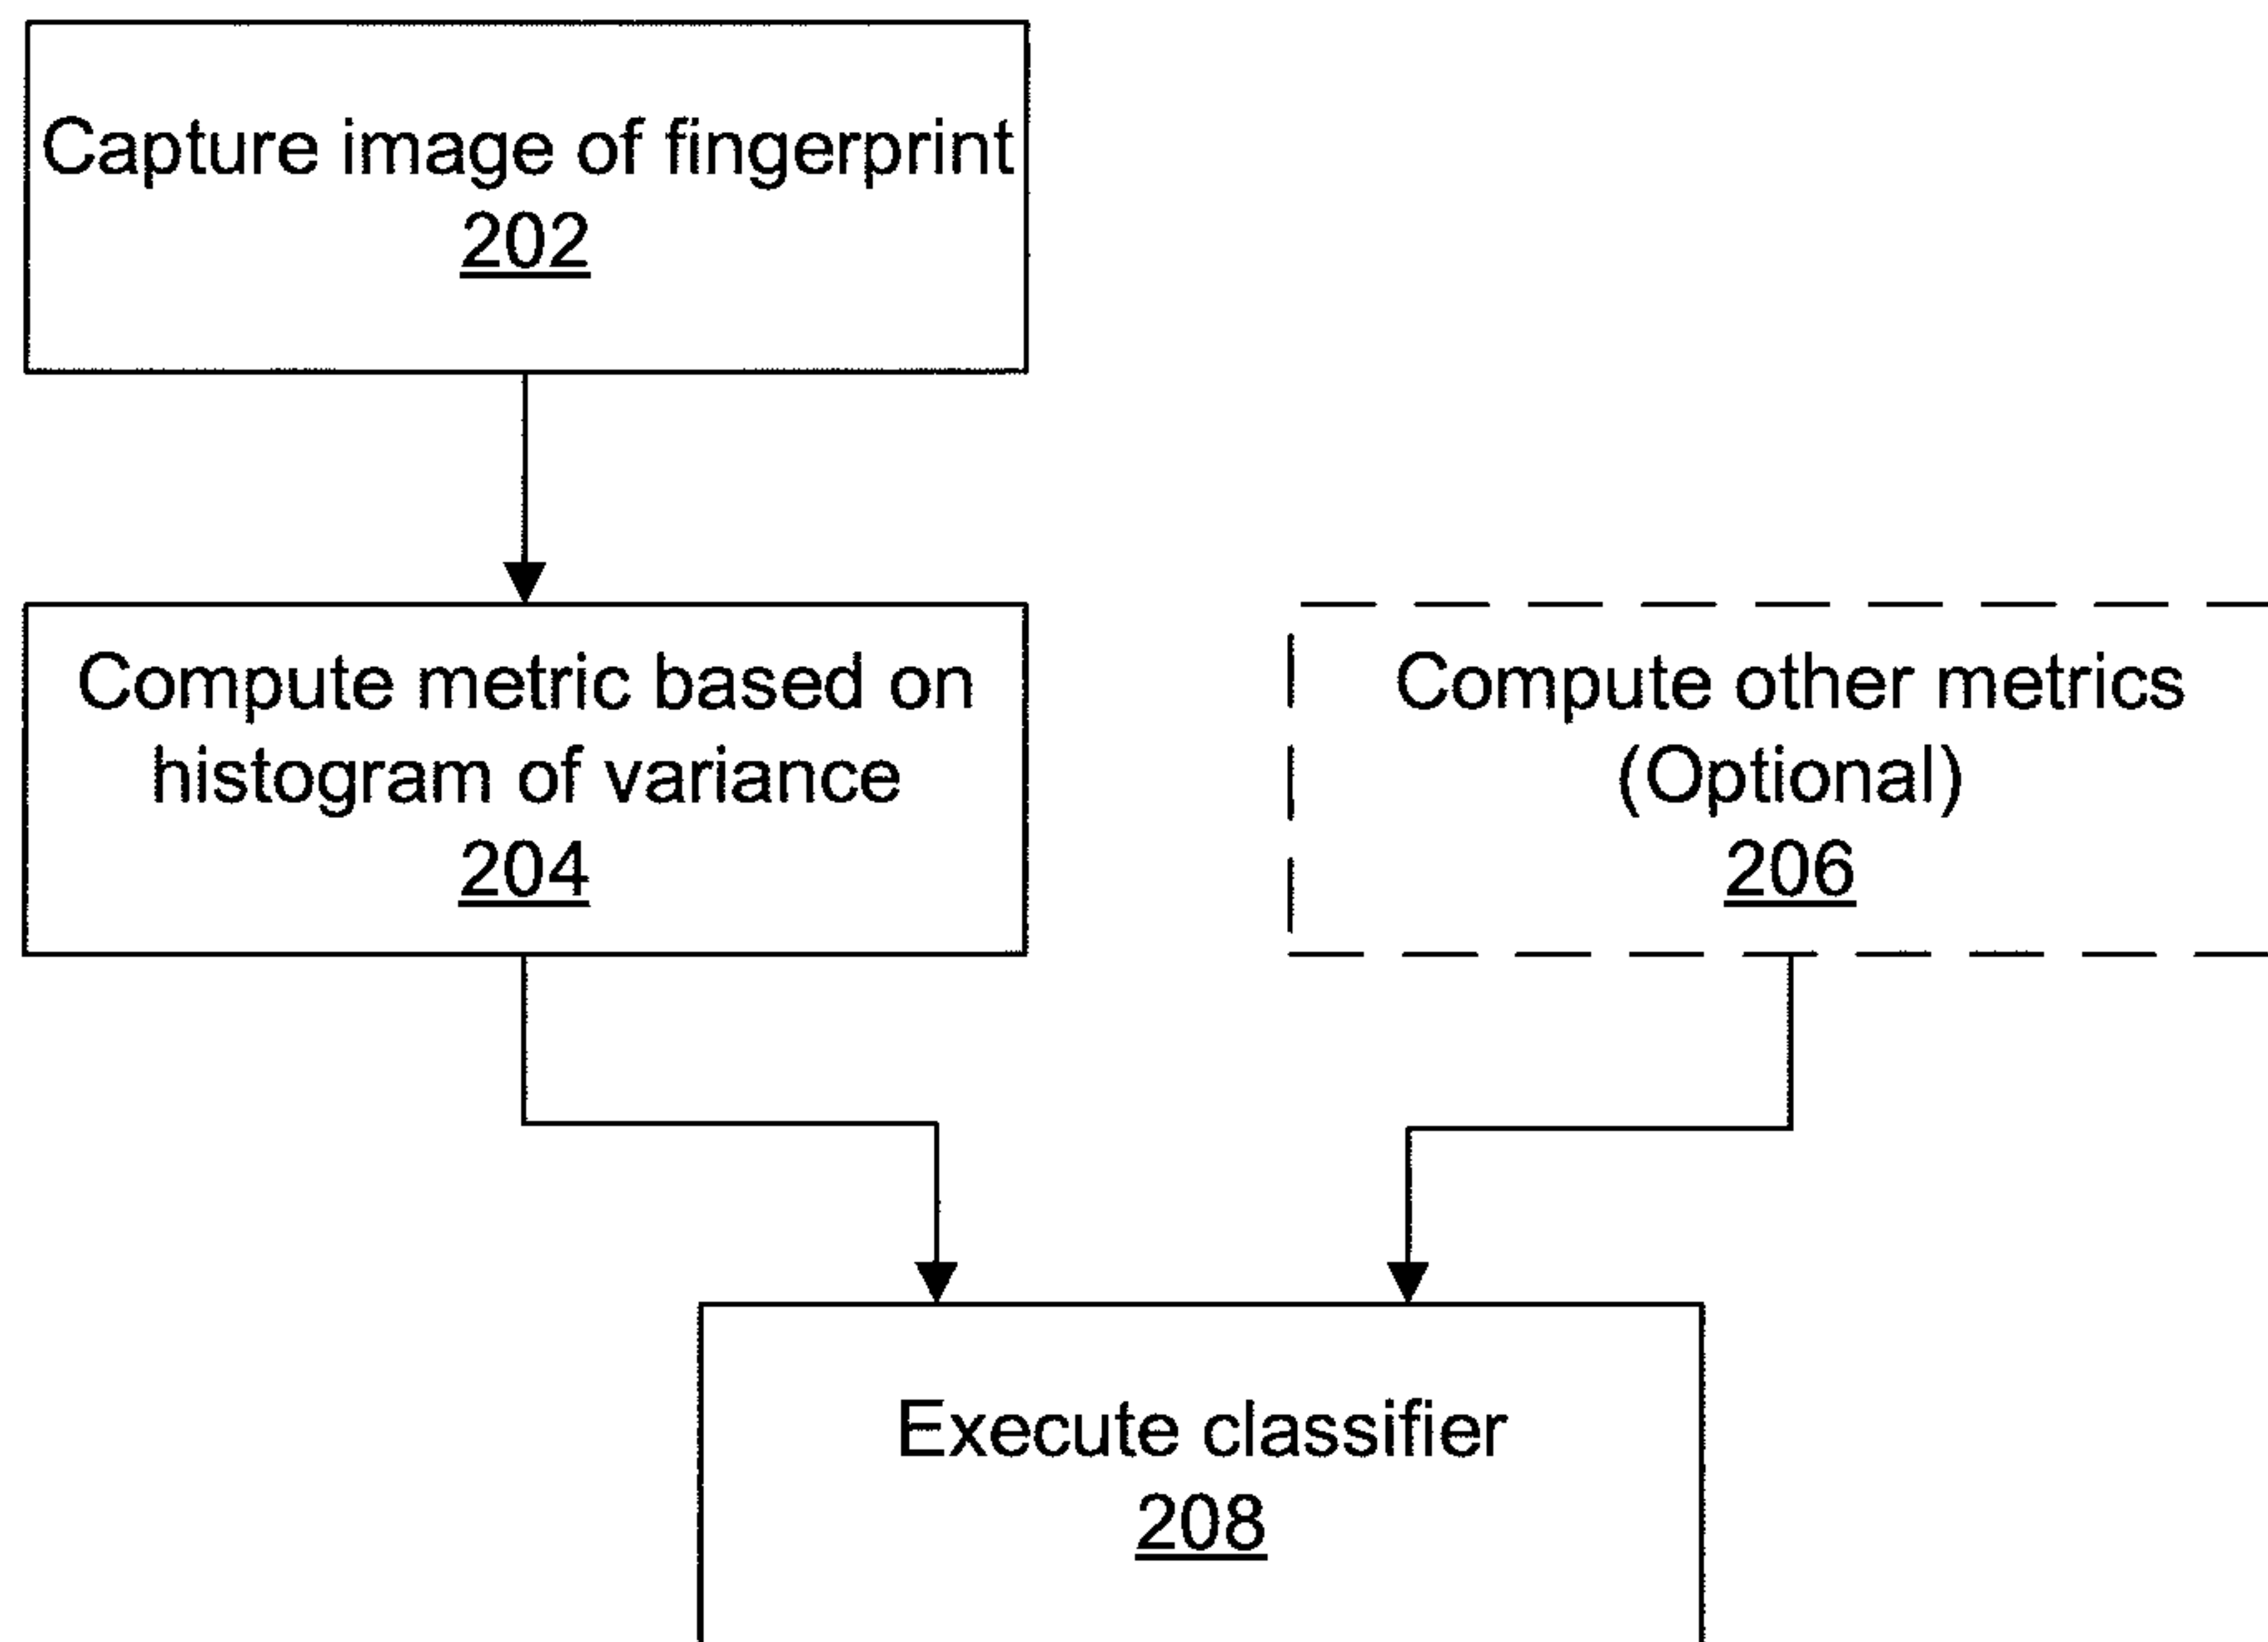 Capture image of fingerprint
202
Compute metric based on
histogram of variance
204
Compute other metrics
(Optional)
206
Execute classifier
208